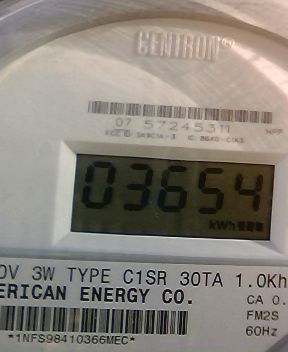 CENTRON®
07 57245311
03654
kWh
0V 3W TYPE C1SR 30TA 1.0Kh
ERICAN ENERGY CO.
CA 0.
FM2S
60Hz
*1NFS98410366MEC*